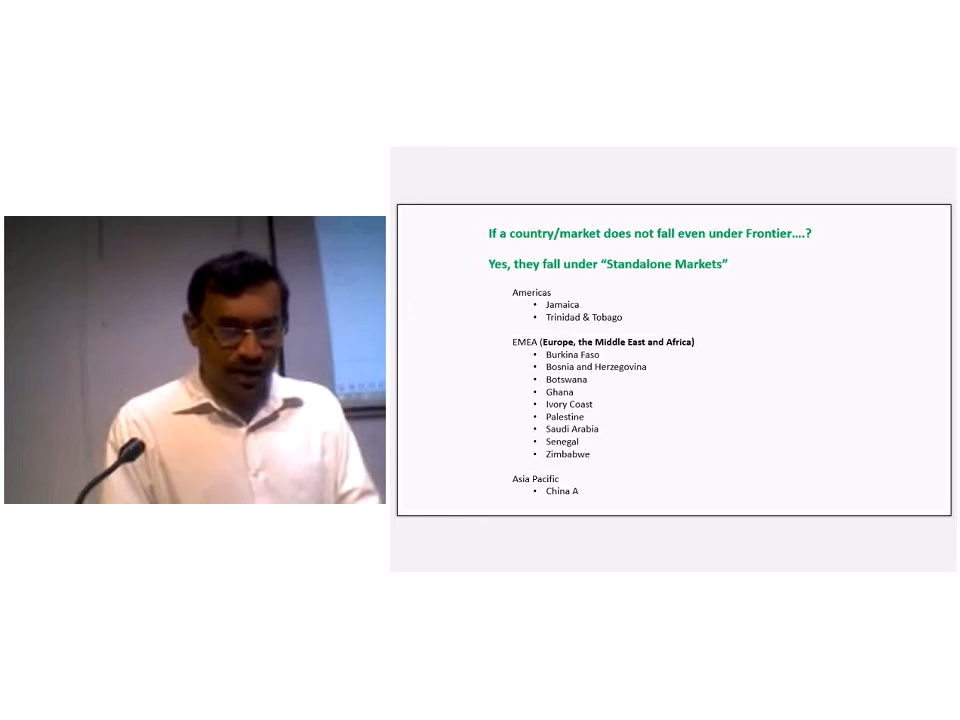 If a country/market does not fall even under Frontier....?
Yes, they fall under “Standalone Markets”
Americas
• Jamaica
• Trinidad & Tobago
EMEA (Europe, the Middle East and Africa)
• Burkina Faso
• Bosnia and Herzegovina
• Botswana
• Ghana
• Ivory Coast
• Palestine
• Saudi Arabia
• Senegal
• Zimbabwe
Asia Pacific
• China A